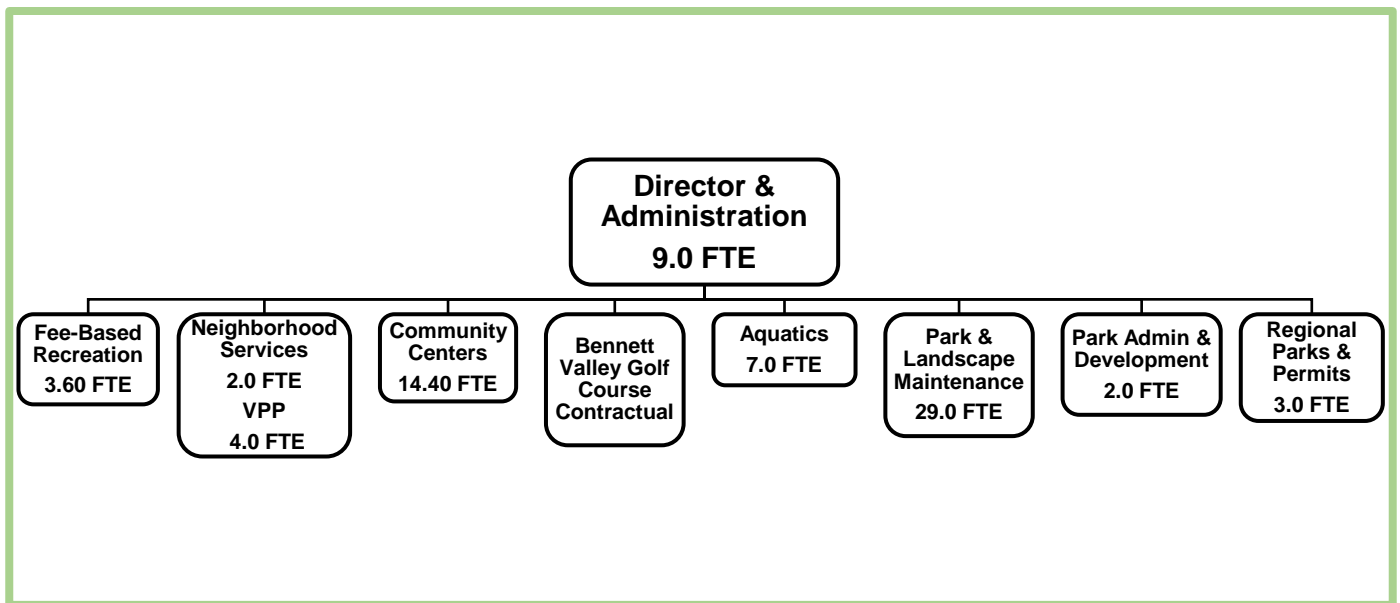 Director &
Administration
9.0 FTE
Fee-Based
Recreation
3.60 FTE
Neighborhood
Services
2.0 FTE
VPP
4.0 FTE
Community
Centers
14.40 FTE
Bennett
Valley Golf
Course
Contractual
Aquatics
7.0 FTE
Park &
Landscape
Maintenance
29.0 FTE
Park Admin &
Development
2.0 FTE
Regional
Parks &
Permits
3.0 FTE